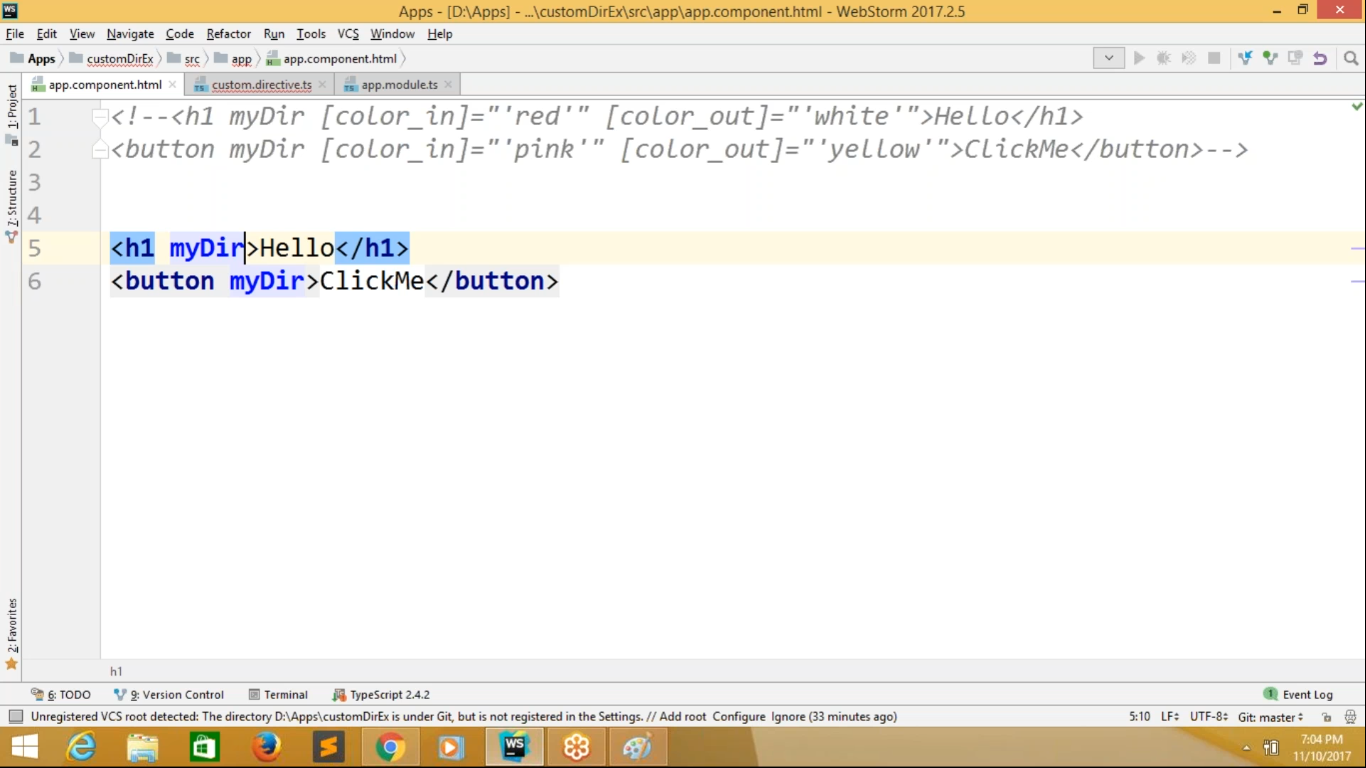 WS Apps - [D:\Apps] - ...\customDirEx\src\app\app.component.html - WebStorm 2017.2.5
File Edit View Navigate Code Refactor Run Tools VCS Window Help
Apps customDirEx src app app.component.html
app.component.html custom.directive.ts app.module.ts
1: Project
Z: Structure
2: Favorites
1 <!--<h1 myDir [color_in]="'red'" [color_out]="'white'">Hello</h1>
2 <button myDir [color_in]="'pink'" [color_out]="'yellow'">ClickMe</button>-->
3
4
5 <h1 myDir>Hello</h1>
6 <button myDir>ClickMe</button>
h1
6: TODO 9: Version Control Terminal TypeScript 2.4.2 1 Event Log
Unregistered VCS root detected: The directory D:\Apps\customDirEx is under Git, but is not registered in the Settings. // Add root Configure Ignore (33 minutes ago) 5:10 LF UTF-8 Git: master
WS
7:04 PM
11/10/2017